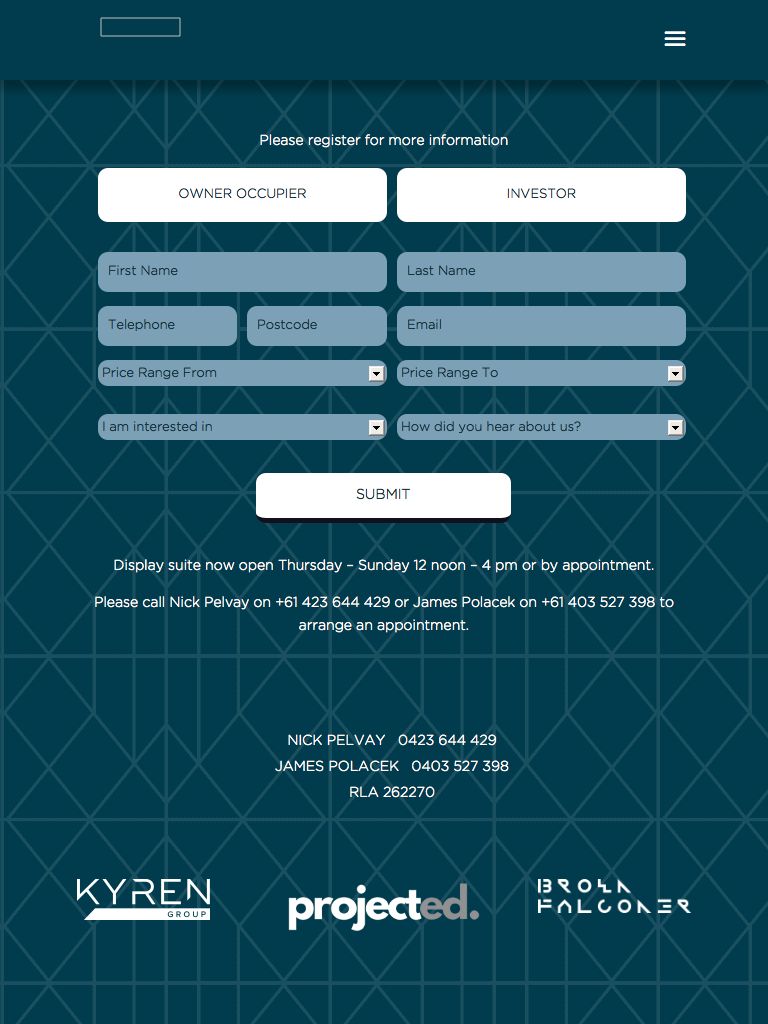 Please register for more information
OWNER OCCUPIER
INVESTOR
First Name
Last Name
Telephone
Postcode
Email
Price Range From
Price Range To
I am interested in
How did you hear about us?
SUBMIT
Display suite now open Thursday – Sunday 12 noon – 4 pm or by appointment.
Please call Nick Pelvay on +61 423 644 429 or James Polacek on +61 403 527 398 to
arrange an appointment.
NICK PELVAY 0423 644 429
JAMES POLACEK 0403 527 398
RLA 262270
KYREN
GROUP
projected.
BROWN
FALCONER